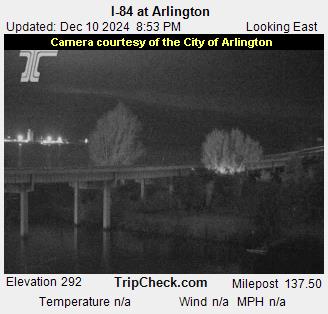 I-84 at Arlington
Updated: Dec 10 2024 8:53 PM Looking East
Camera courtesy of the City of Arlington
Elevation 292 TripCheck.com Milepost 137.50
Temperature n/a Wind n/a MPH n/a